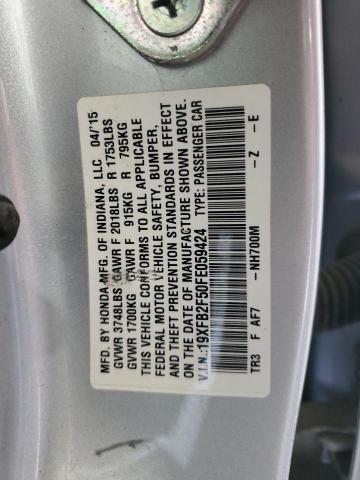 MFD. BY HONDA MFG. OF INDIANA, LLC 04/'15
GVWR 3748LBS GAWR F 2018LBS R 1753LBS
GVWR 1700KG GAWR F 915KG R 795KG
THIS VEHICLE CONFORMS TO ALL APPLICABLE
FEDERAL MOTOR VEHICLE SAFETY, BUMPER,
AND THEFT PREVENTION STANDARDS IN EFFECT
ON THE DATE OF MANUFACTURE SHOWN ABOVE.
V.I.N.:19XFB2F50FE059424 TYPE: PASSENGER CAR
TR3 F AF7 -NH700M -Z -E